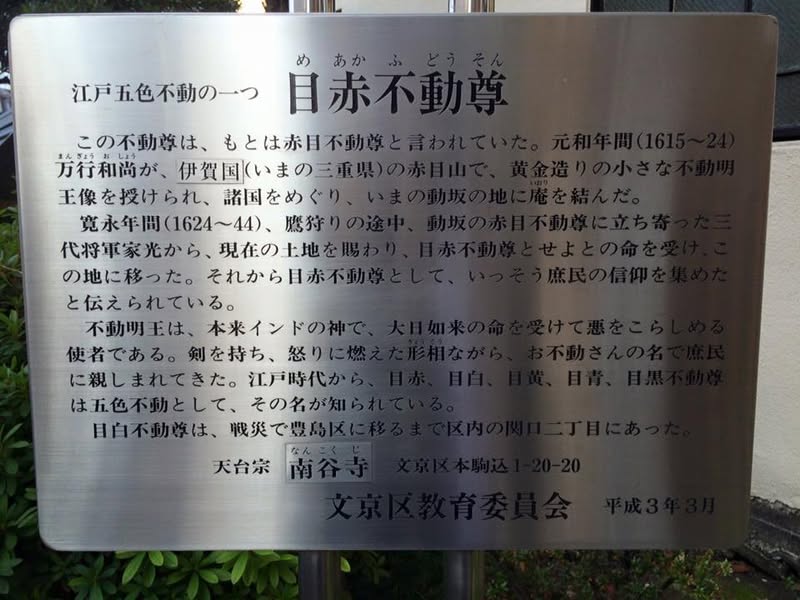 江戸五色不動の一つ 目赤不動尊
め あか ふ どう そん
この不動尊は、もとは赤目不動尊と言われていた。元和年間(1615〜24)
まん ぎょう お しょう
万行和尚が、伊賀国(いまの三重県)の赤目山で、黄金造りの小さな不動明
王像を授けられ、諸国をめぐり、いまの動坂の地に庵を結んだ。
いおり
寛永年間(1624〜44)、鷹狩りの途中、動坂の赤目不動尊に立ち寄った三
代将軍家光から、現在の土地を賜わり、目赤不動尊とせよとの命を受け、こ
の地に移った。それから目赤不動尊として、いっそう庶民の信仰を集めた
と伝えられている。
不動明王は、本来インドの神で、大日如来の命を受けて悪をこらしめる
使者である。剣を持ち、怒りに燃えた形相ながら、お不動さんの名で庶民
ぎょうそう
に親しまれてきた。江戸時代から、目赤、目白、目黄、目青、目黒不動尊
は五色不動として、その名が知られている。
目白不動尊は、戦災で豊島区に移るまで区内の関口二丁目にあった。
なん こく じ
天台宗 南谷寺 文京区本駒込1-20-20
文京区教育委員会 平成3年3月